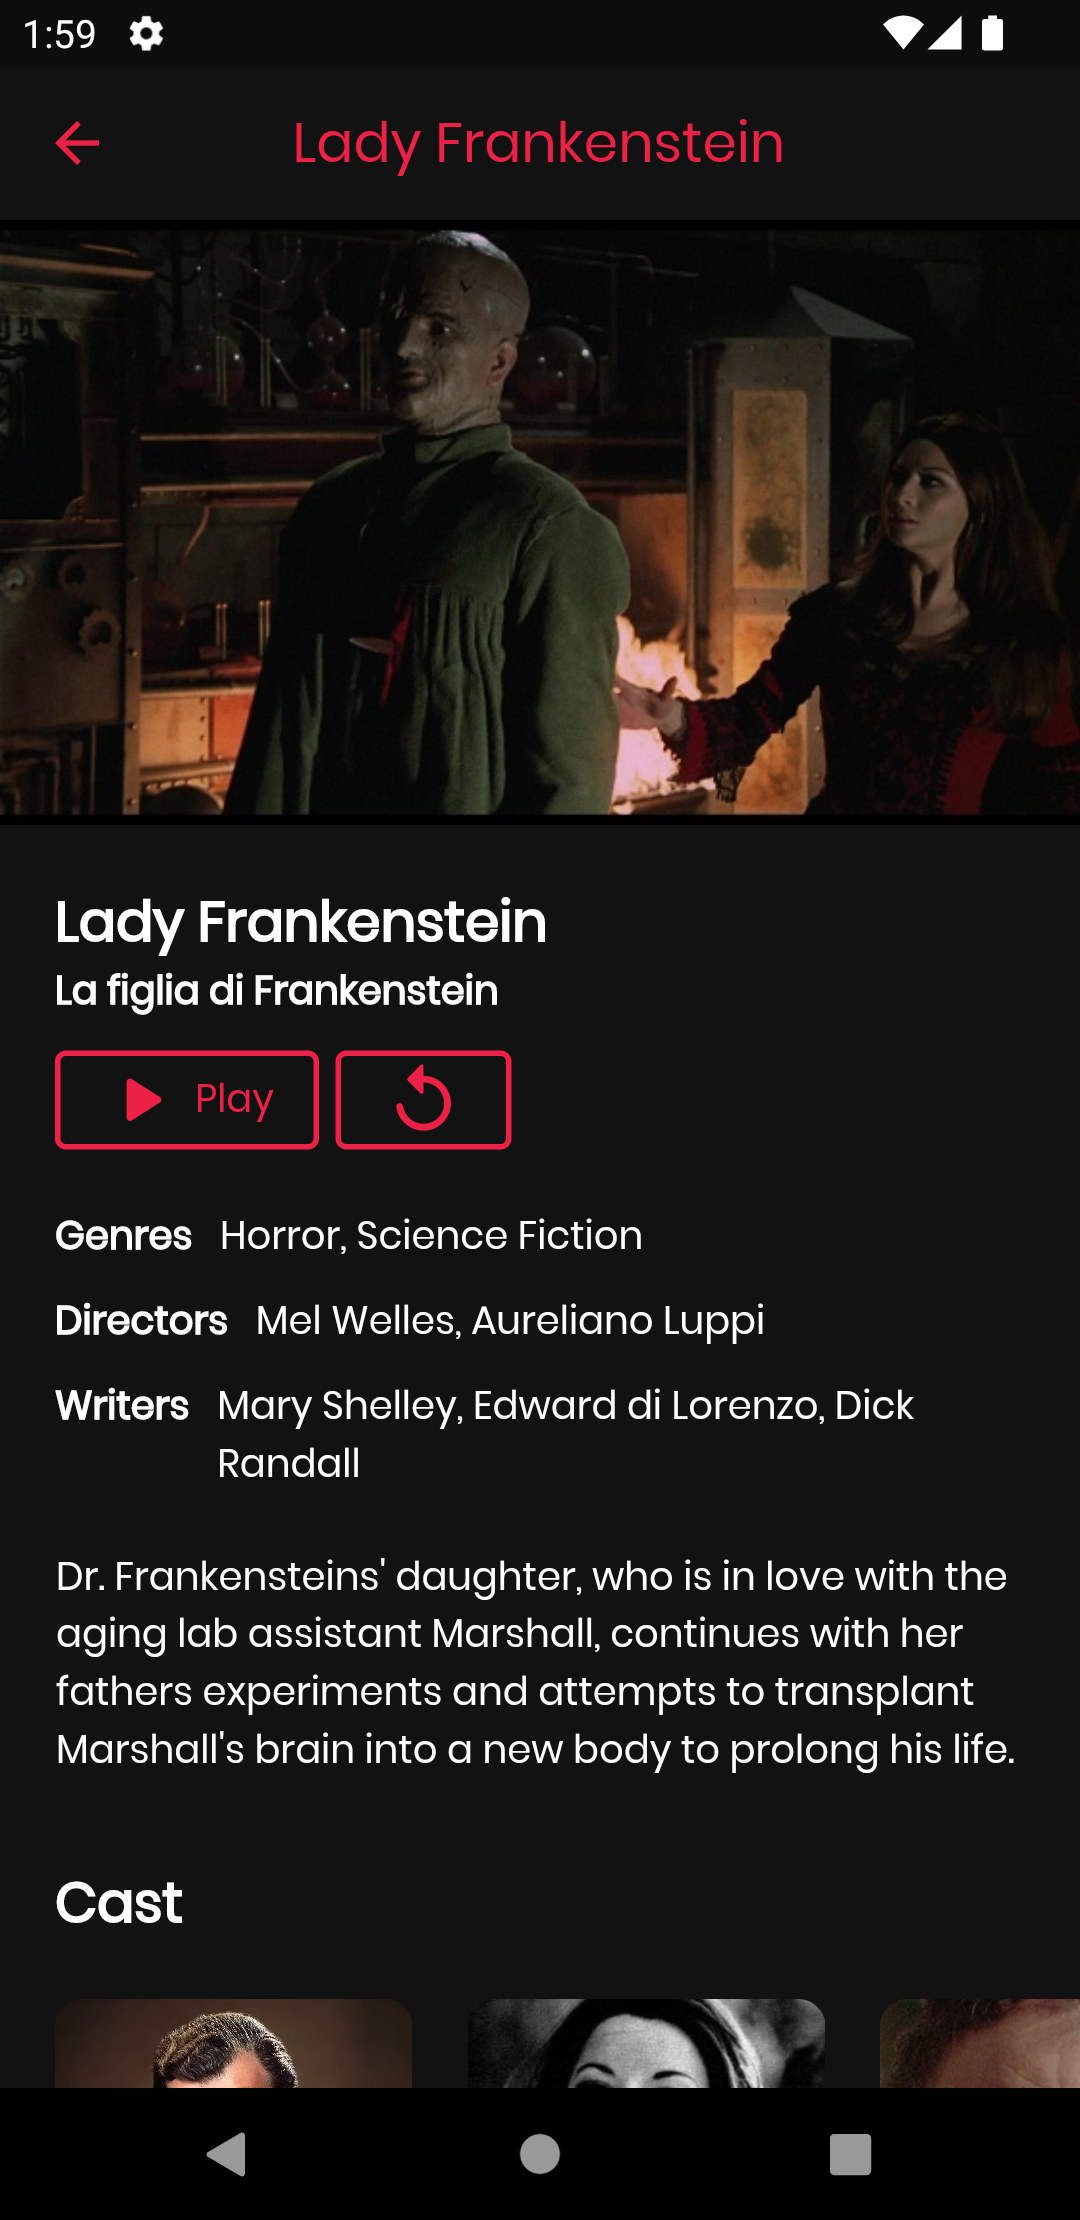 1:59
Lady Frankenstein
Lady Frankenstein
La figlia di Frankenstein
Play
Genres Horror, Science Fiction
Directors Mel Welles, Aureliano Luppi
Writers Mary Shelley, Edward di Lorenzo, Dick
Randall
Dr. Frankensteins' daughter, who is in love with the
aging lab assistant Marshall, continues with her
fathers experiments and attempts to transplant
Marshall's brain into a new body to prolong his life.
Cast